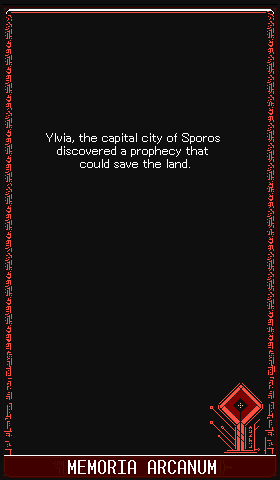 Ylvia, the capital city of Sporos
discovered a prophecy that
could save the land.
MEMORIA ARCANUM